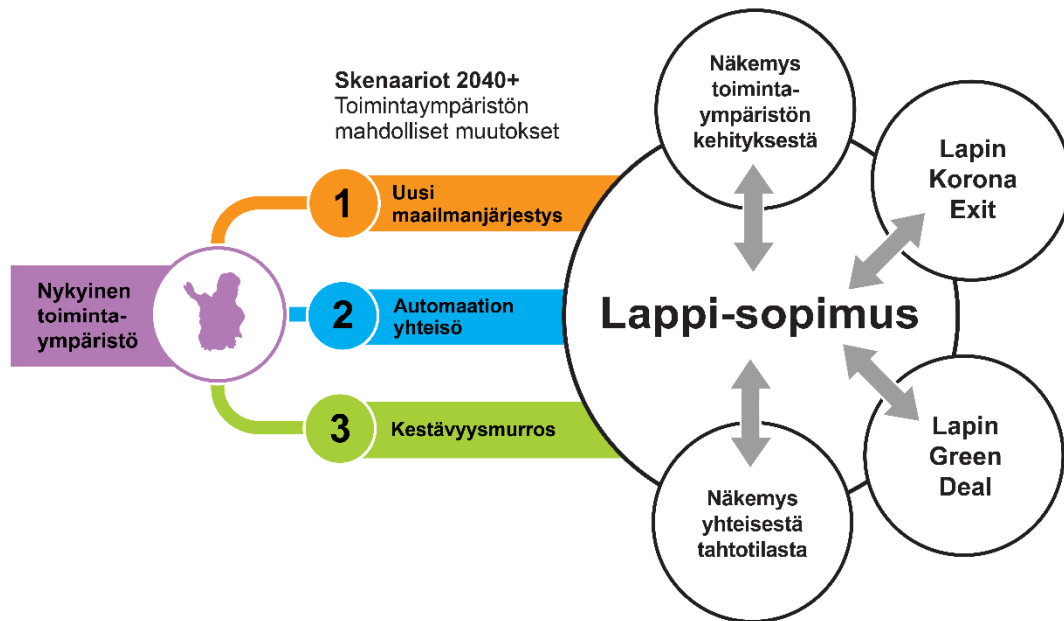 Skenaariot 2040+
Toimintaympäristön
mahdolliset muutokset
Nykyinen
toiminta-
ympäristö
1
Uusi
maailmanjärjestys
2
Automaation
yhteisö
3
Kestävyysmurros
Näkemys
toiminta-
ympäristön
kehityksestä
Lapin
Korona
Exit
Lappi-sopimus
Lapin
Green
Deal
Näkemys
yhteisestä
tahtotilasta